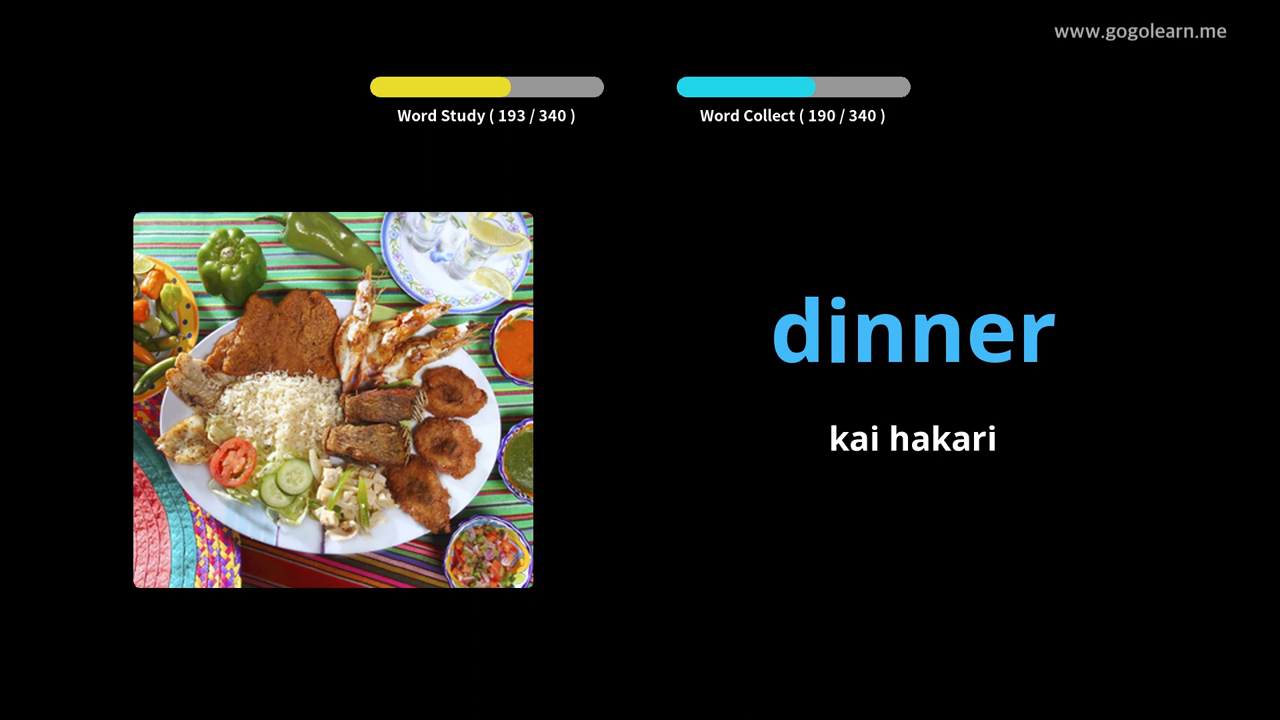 www.gogolearn.me
Word Study ( 193 / 340 )
Word Collect ( 190 / 340 )
dinner
kai hakari